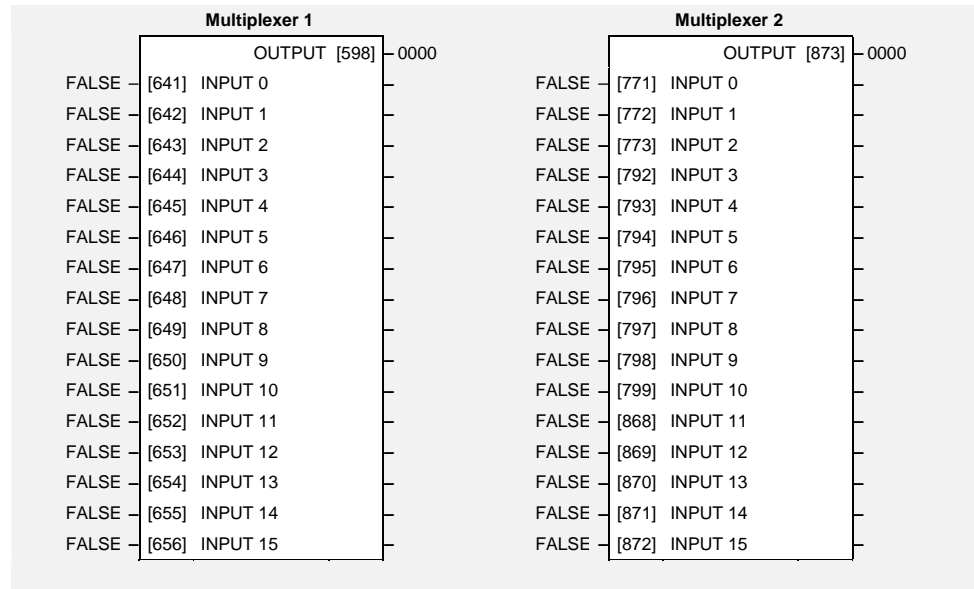 Multiplexer 1
OUTPUT [598] 0000
FALSE [641] INPUT 0
FALSE [642] INPUT 1
FALSE [643] INPUT 2
FALSE [644] INPUT 3
FALSE [645] INPUT 4
FALSE [646] INPUT 5
FALSE [647] INPUT 6
FALSE [648] INPUT 7
FALSE [649] INPUT 8
FALSE [650] INPUT 9
FALSE [651] INPUT 10
FALSE [652] INPUT 11
FALSE [653] INPUT 12
FALSE [654] INPUT 13
FALSE [655] INPUT 14
FALSE [656] INPUT 15
Multiplexer 2
OUTPUT [873] 0000
FALSE [771] INPUT 0
FALSE [772] INPUT 1
FALSE [773] INPUT 2
FALSE [792] INPUT 3
FALSE [793] INPUT 4
FALSE [794] INPUT 5
FALSE [795] INPUT 6
FALSE [796] INPUT 7
FALSE [797] INPUT 8
FALSE [798] INPUT 9
FALSE [799] INPUT 10
FALSE [868] INPUT 11
FALSE [869] INPUT 12
FALSE [870] INPUT 13
FALSE [871] INPUT 14
FALSE [872] INPUT 15